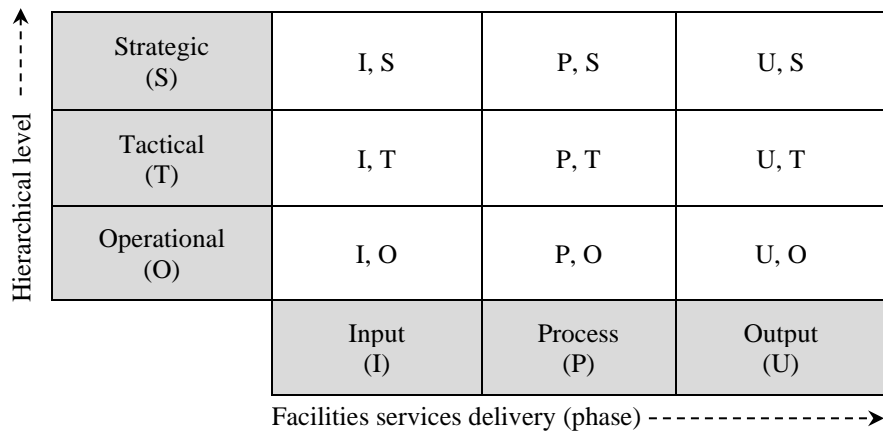 Hierarchical level
Strategic
(S)
I, S
P, S
U, S
Tactical
(T)
I, T
P, T
U, T
Operational
(O)
I, O
P, O
U, O
Input
(I)
Process
(P)
Output
(U)
Facilities services delivery (phase)